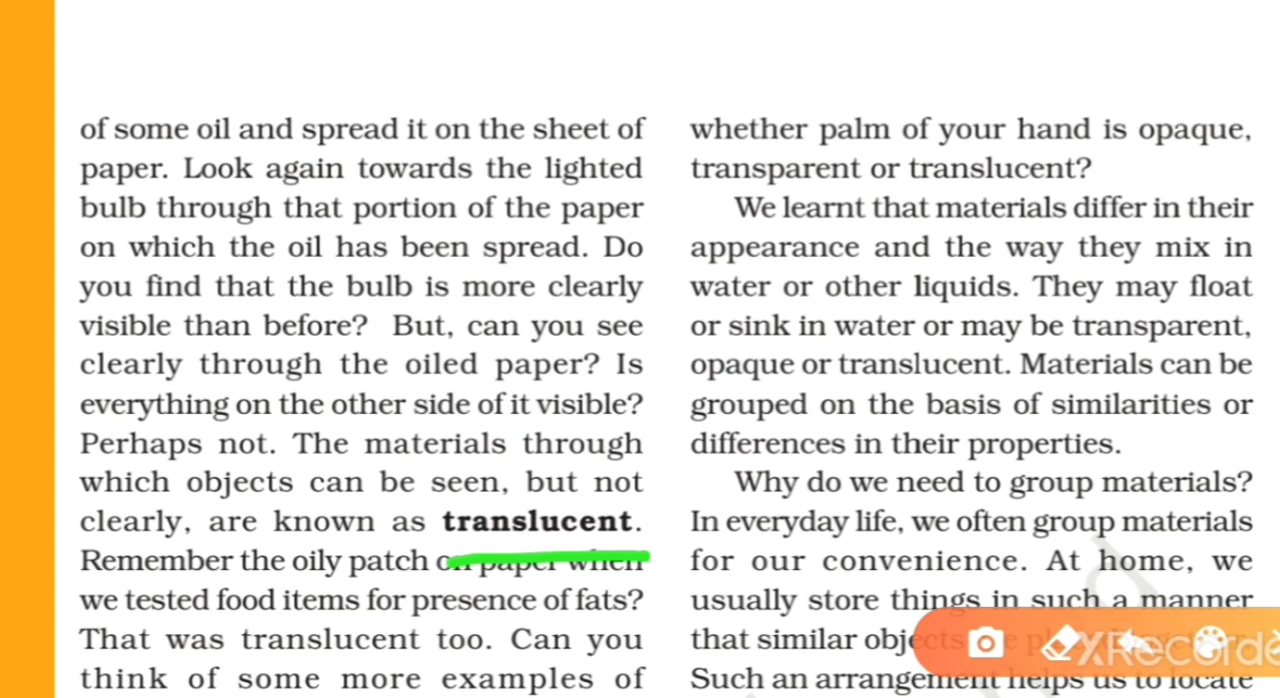 of some oil and spread it on the sheet of
paper. Look again towards the lighted
bulb through that portion of the paper
on which the oil has been spread. Do
you find that the bulb is more clearly
visible than before? But, can you see
clearly through the oiled paper? Is
everything on the other side of it visible?
Perhaps not. The materials through
which objects can be seen, but not
clearly, are known as translucent.
Remember the oily patch on paper when
we tested food items for presence of fats?
That was translucent too. Can you
think of some more examples of
whether palm of your hand is opaque,
transparent or translucent?
We learnt that materials differ in their
appearance and the way they mix in
water or other liquids. They may float
or sink in water or may be transparent,
opaque or translucent. Materials can be
grouped on the basis of similarities or
differences in their properties.
Why do we need to group materials?
In everyday life, we often group materials
for our convenience. At home, we
usually store things in such a manner
that similar objects
Such an arrangement helps us to locate
XRecorde